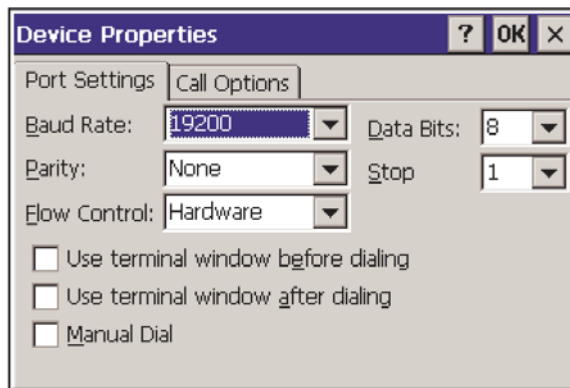 Device Properties ? OK ×
Port Settings Call Options
Baud Rate: 19200 Data Bits: 8
Parity: None Stop 1
Flow Control: Hardware
Use terminal window before dialing
Use terminal window after dialing
Manual Dial